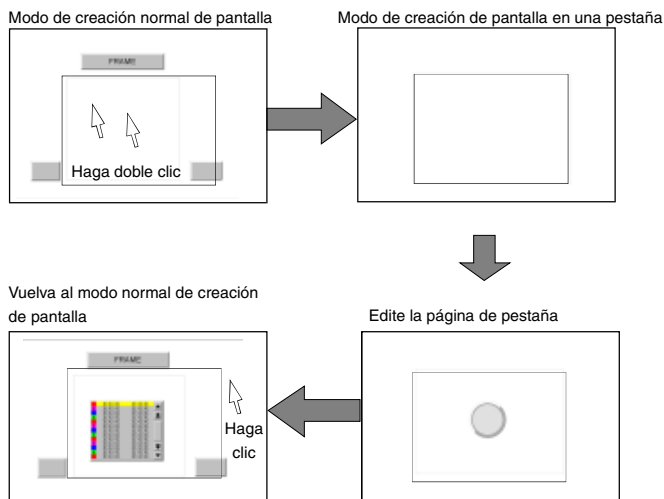 Modo de creación normal de pantalla
Modo de creación de pantalla en una pestaña
FRAME
Haga doble clic
Vuelva al modo normal de creación
de pantalla
Edite la página de pestaña
FRAME
Haga
clic